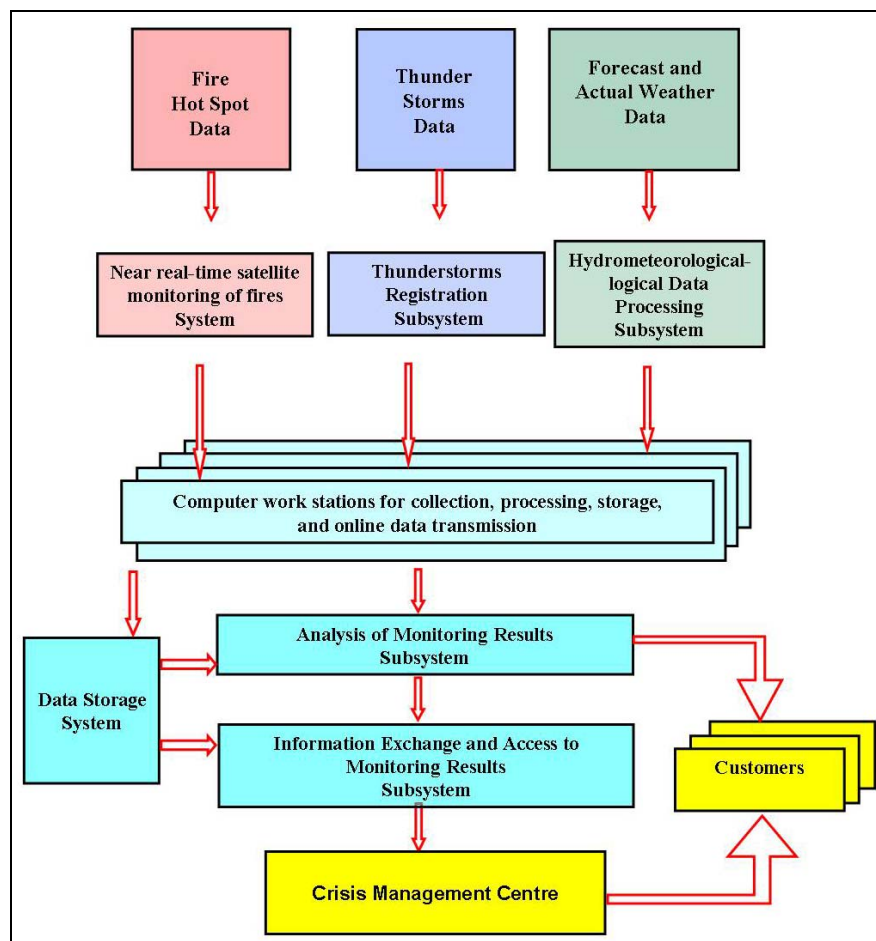 Fire
Hot Spot
Data
Thunder
Storms
Data
Forecast and
Actual Weather
Data
Near real-time satellite
monitoring of fires
System
Thunderstorms
Registration
Subsystem
Hydrometeorological-
logical Data
Processing
Subsystem
Computer work stations for collection, processing, storage,
and online data transmission
Analysis of Monitoring Results
Subsystem
Data Storage
System
Information Exchange and Access to
Monitoring Results
Subsystem
Customers
Crisis Management Centre